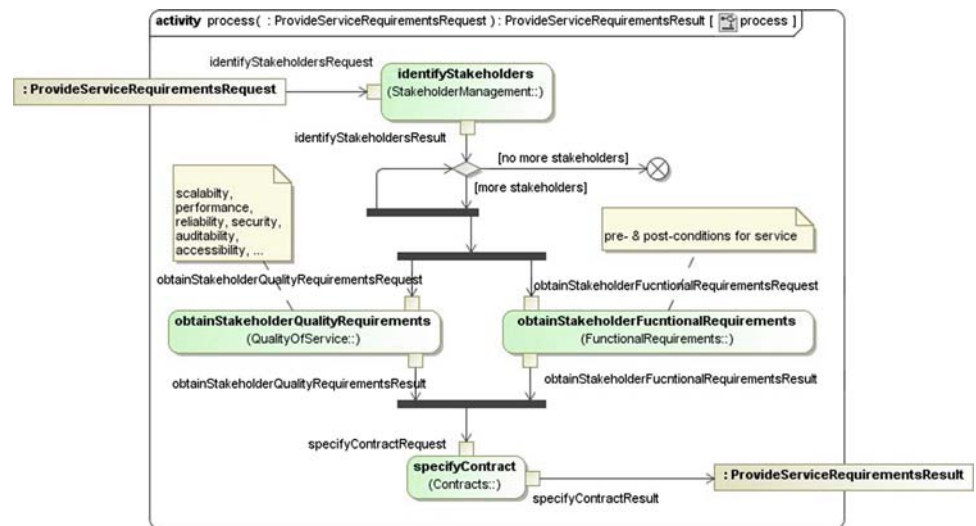 activity process( : ProvideServiceRequirementsRequest ) : ProvideServiceRequirementsResult [ process ]
identifyStakeholdersRequest
: ProvideServiceRequirementsRequest
identifyStakeholders
(StakeholderManagement::)
identifyStakeholdersResult
[no more stakeholders]
[more stakeholders]
scalabilty,
performance,
reliability, security,
auditability,
accessibility, ...
pre- & post-conditions for service
obtainStakeholderQualityRequirementsRequest
obtainStakeholderFucntionalRequirementsRequest
obtainStakeholderQualityRequirements
(QualityOfService::)
obtainStakeholderFucntionalRequirements
(FunctionalRequirements::)
obtainStakeholderQualityRequirementsResult
obtainStakeholderFucntionalRequirementsResult
specifyContractRequest
specifyContract
(Contracts::)
specifyContractResult
: ProvideServiceRequirementsResult